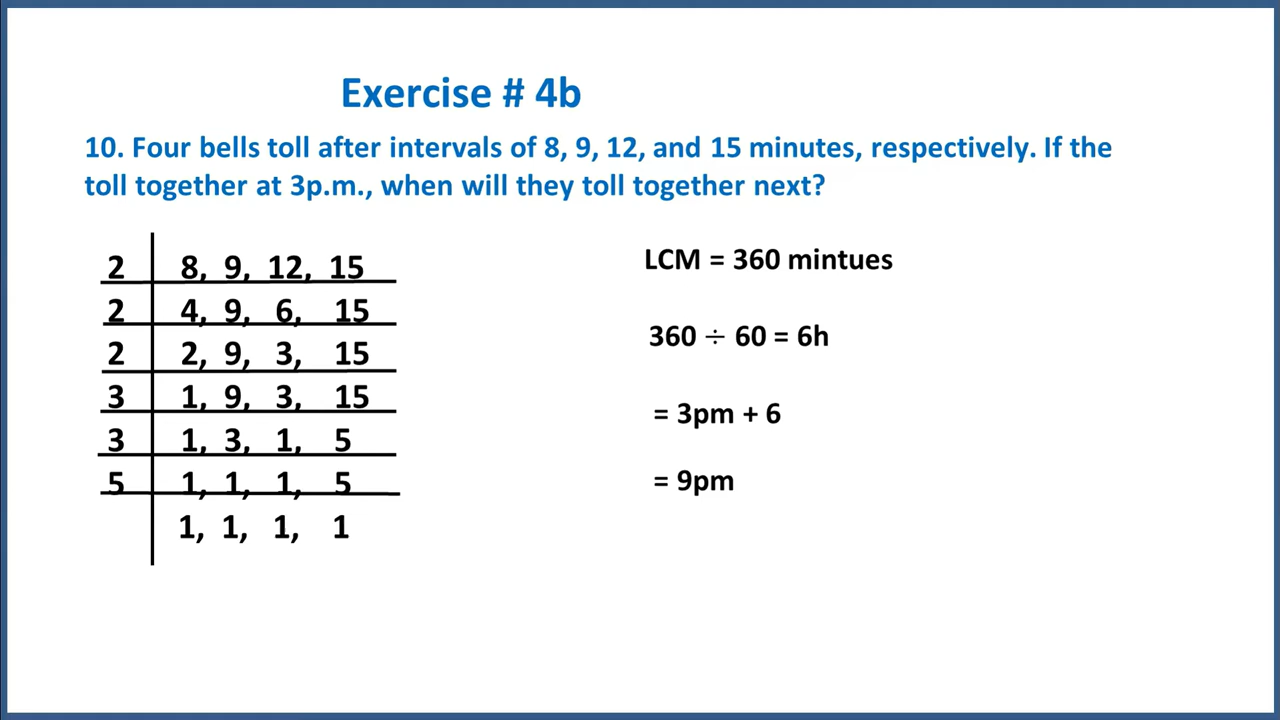 Exercise # 4b
10. Four bells toll after intervals of 8, 9, 12, and 15 minutes, respectively. If the
toll together at 3p.m., when will they toll together next?
2 8, 9, 12, 15
2 4, 9, 6, 15
2 2, 9, 3, 15
3 1, 9, 3, 15
3 1, 3, 1, 5
5 1, 1, 1, 5
1, 1, 1, 1
LCM = 360 mintues
360 ÷ 60 = 6h
= 3pm + 6
= 9pm